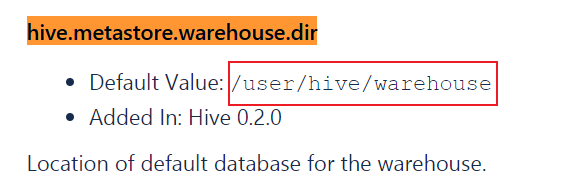 hive.metastore.warehouse.dir
• Default Value: /user/hive/warehouse
• Added In: Hive 0.2.0
Location of default database for the warehouse.